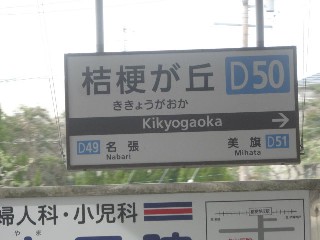 桔梗が丘 D50
ききょうがおか
Kikyogaoka →
D49 名張 美旗 D51
Nabari Mihata
婦人科・小児科